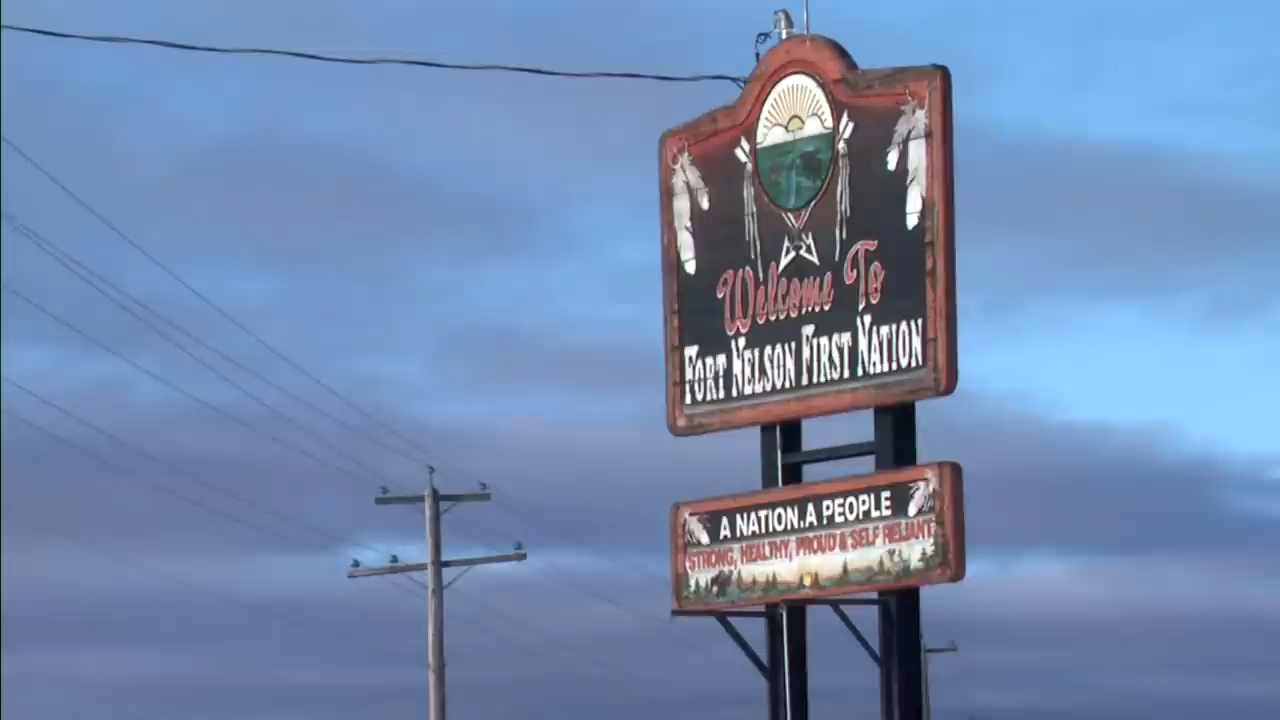 Welcome To
FORT NELSON FIRST NATION
A NATION.A PEOPLE
STRONG, HEALTHY, PROUD & SELF RELIANT